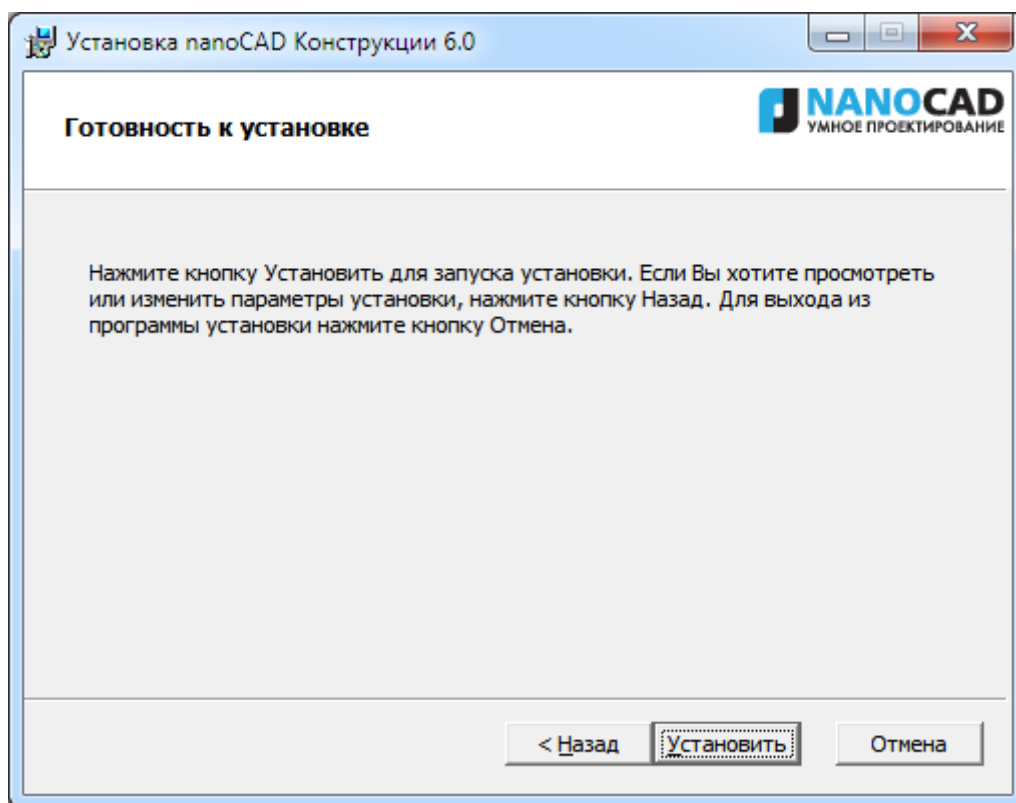 Установка nanoCAD Конструкции 6.0
Готовность к установке
NANOCAD
УМНОЕ ПРОЕКТИРОВАНИЕ
Нажмите кнопку Установить для запуска установки. Если Вы хотите просмотреть
или изменить параметры установки, нажмите кнопку Назад. Для выхода из
программы установки нажмите кнопку Отмена.
< Назад Установить Отмена